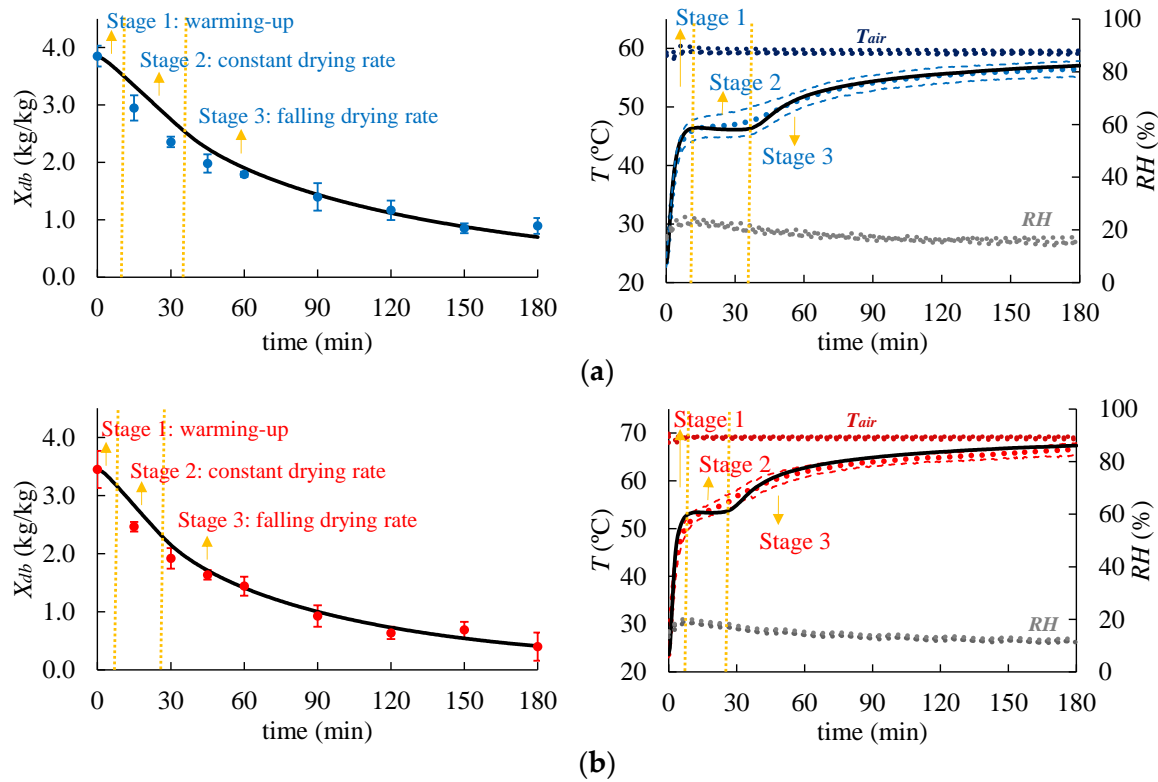 Stage 1: warming-up
Stage 2: constant drying rate
Stage 3: falling drying rate
4.0
3.0
2.0
1.0
0.0
Xdb (kg/kg)
0 30 60 90 120 150 180
time (min)
Stage 1
Tair
Stage 2
Stage 3
RH
60
50
40
30
20
T (ºC)
100
80
60
40
20
0
RH (%)
0 30 60 90 120 150 180
time (min)
(a)
Stage 1: warming-up
Stage 2: constant drying rate
Stage 3: falling drying rate
4.0
3.0
2.0
1.0
0.0
Xdb (kg/kg)
0 30 60 90 120 150 180
time (min)
Stage 1
Tair
Stage 2
Stage 3
RH
70
60
50
40
30
20
T (ºC)
100
80
60
40
20
0
RH (%)
0 30 60 90 120 150 180
time (min)
(b)